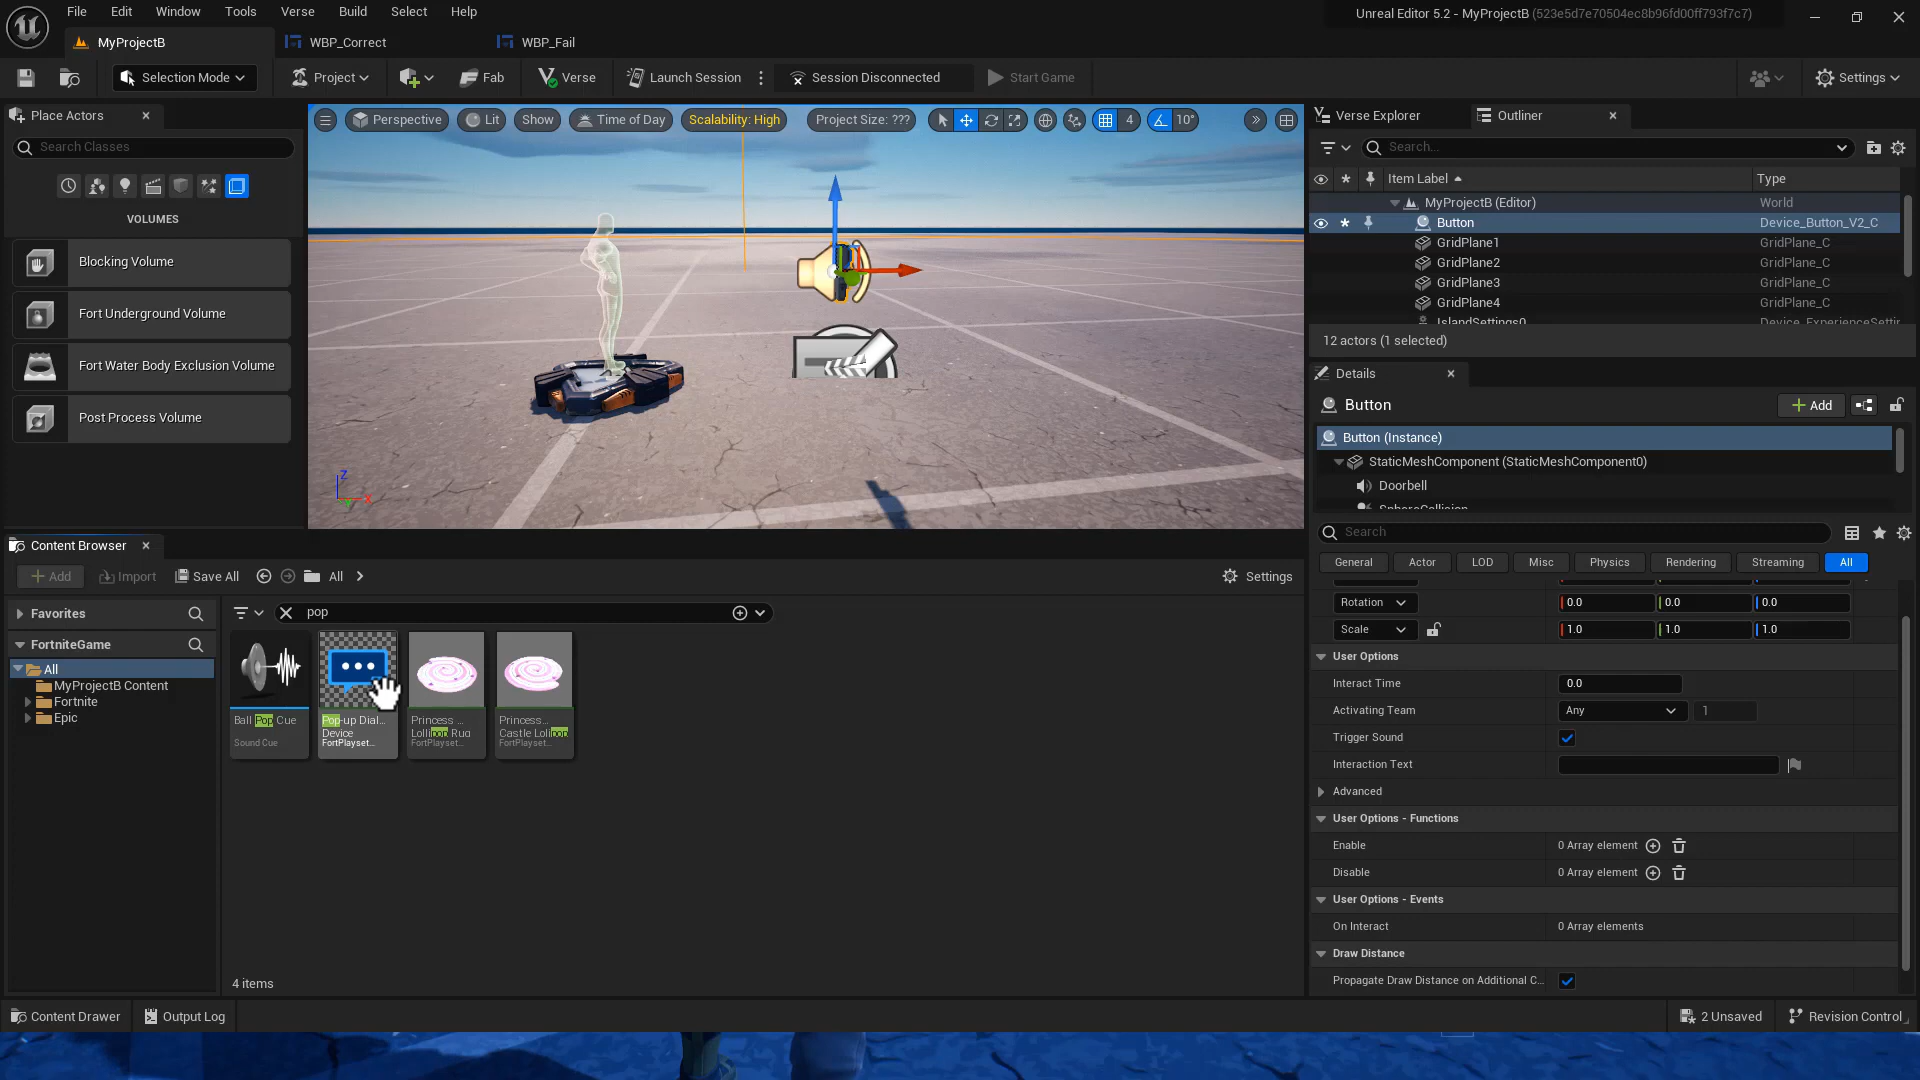 File Edit Window Tools Verse Build Select Help
Unreal Editor 5.2 - MyProjectB (523e5d7e70504ec8b96fd00ff793f7c7)
MyProjectB WBP_Correct WBP_Fail
Selection Mode Project Fab Verse Launch Session Session Disconnected Start Game Settings
Place Actors
Search Classes
VOLUMES
Blocking Volume
Fort Underground Volume
Fort Water Body Exclusion Volume
Post Process Volume
Perspective Lit Show Time of Day Scalability: High Project Size: ??? 4 10°
Z
X
Verse Explorer Outliner
Search...
Item Label Type
MyProjectB (Editor) World
Button Device_Button_V2_C
GridPlane1 GridPlane_C
GridPlane2 GridPlane_C
GridPlane3 GridPlane_C
GridPlane4 GridPlane_C
IslandSettings0 Device_ExperienceSettin
12 actors (1 selected)
Details
Button Add
Button (Instance)
StaticMeshComponent (StaticMeshComponent0)
Doorbell
SphereCollision
Search
General Actor LOD Misc Physics Rendering Streaming All
Rotation 0.0 0.0 0.0
Scale 1.0 1.0 1.0
User Options
Interact Time 0.0
Activating Team Any 1
Trigger Sound
Interaction Text
Advanced
User Options - Functions
Enable 0 Array element
Disable 0 Array element
User Options - Events
On Interact 0 Array elements
Draw Distance
Propagate Draw Distance on Additional C...
Content Browser
Add Import Save All All Settings
Favorites
FortniteGame
All
MyProjectB Content
Fortnite
Epic
pop
Ball Pop Cue
Sound Cue
Pop-up Dial...
Device
FortPlayset...
Princess ...
Lollipop Rug
FortPlayset...
Princess...
Castle Lollipop
FortPlayset...
4 items
Content Drawer Output Log 2 Unsaved Revision Control